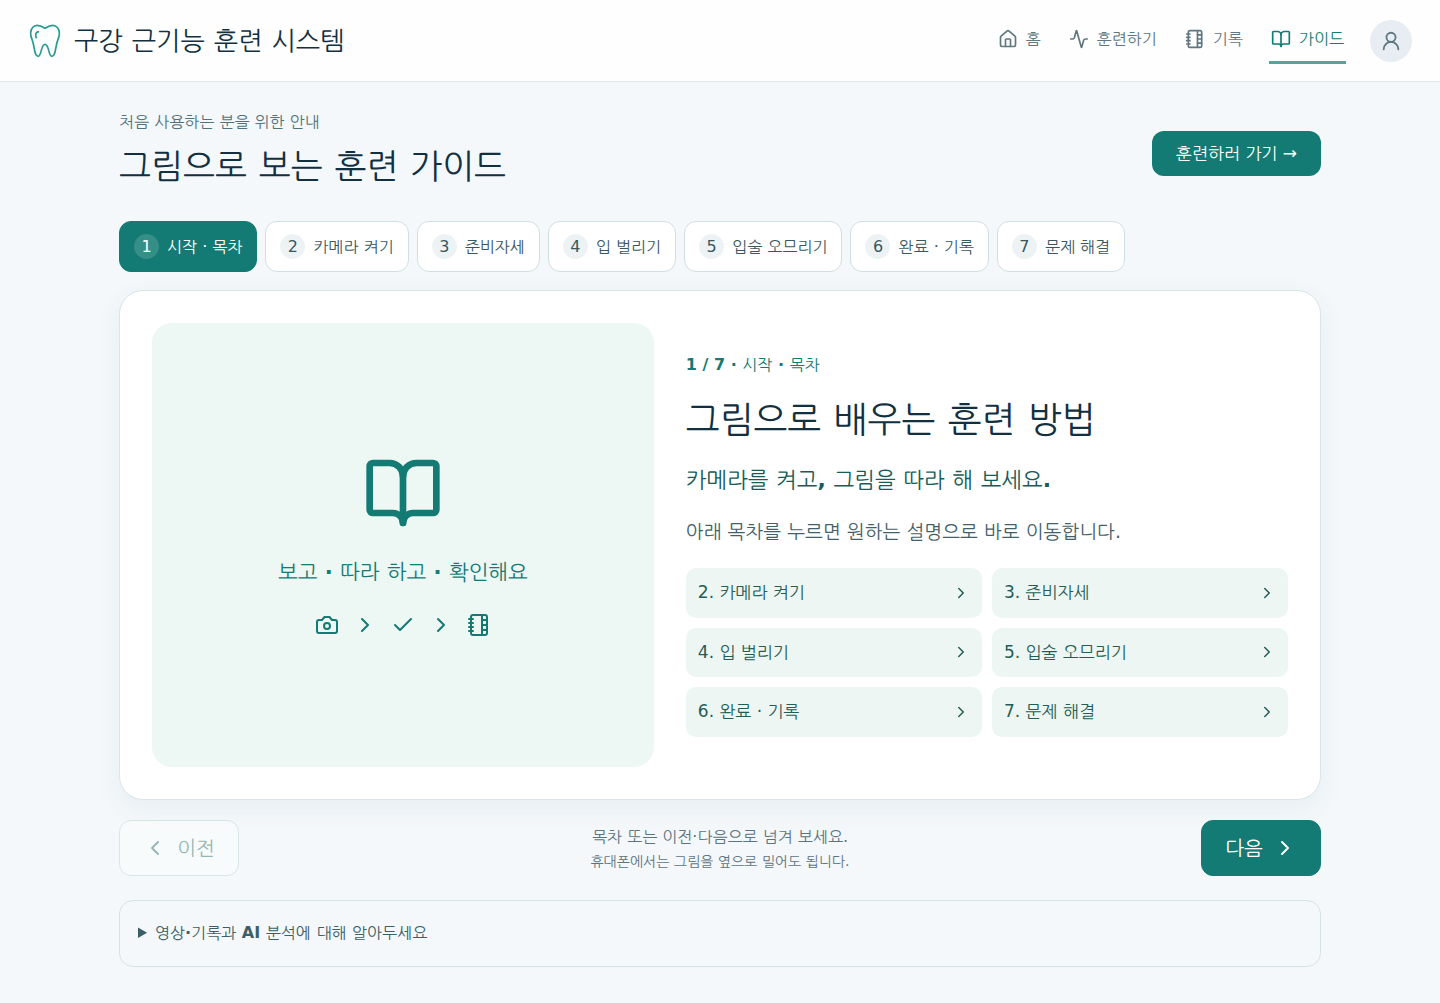 구강 근기능 훈련 시스템
홈
훈련하기
기록
가이드
처음 사용하는 분을 위한 안내
그림으로 보는 훈련 가이드
훈련하러 가기 →
1 시작 · 목차
2 카메라 켜기
3 준비자세
4 입 벌리기
5 입술 오므리기
6 완료 · 기록
7 문제 해결
보고 · 따라 하고 · 확인해요
1 / 7 · 시작 · 목차
그림으로 배우는 훈련 방법
카메라를 켜고, 그림을 따라 해 보세요.
아래 목차를 누르면 원하는 설명으로 바로 이동합니다.
2. 카메라 켜기
3. 준비자세
4. 입 벌리기
5. 입술 오므리기
6. 완료 · 기록
7. 문제 해결
이전
목차 또는 이전·다음으로 넘겨 보세요.
휴대폰에서는 그림을 옆으로 밀어도 됩니다.
다음
영상·기록과 AI 분석에 대해 알아두세요